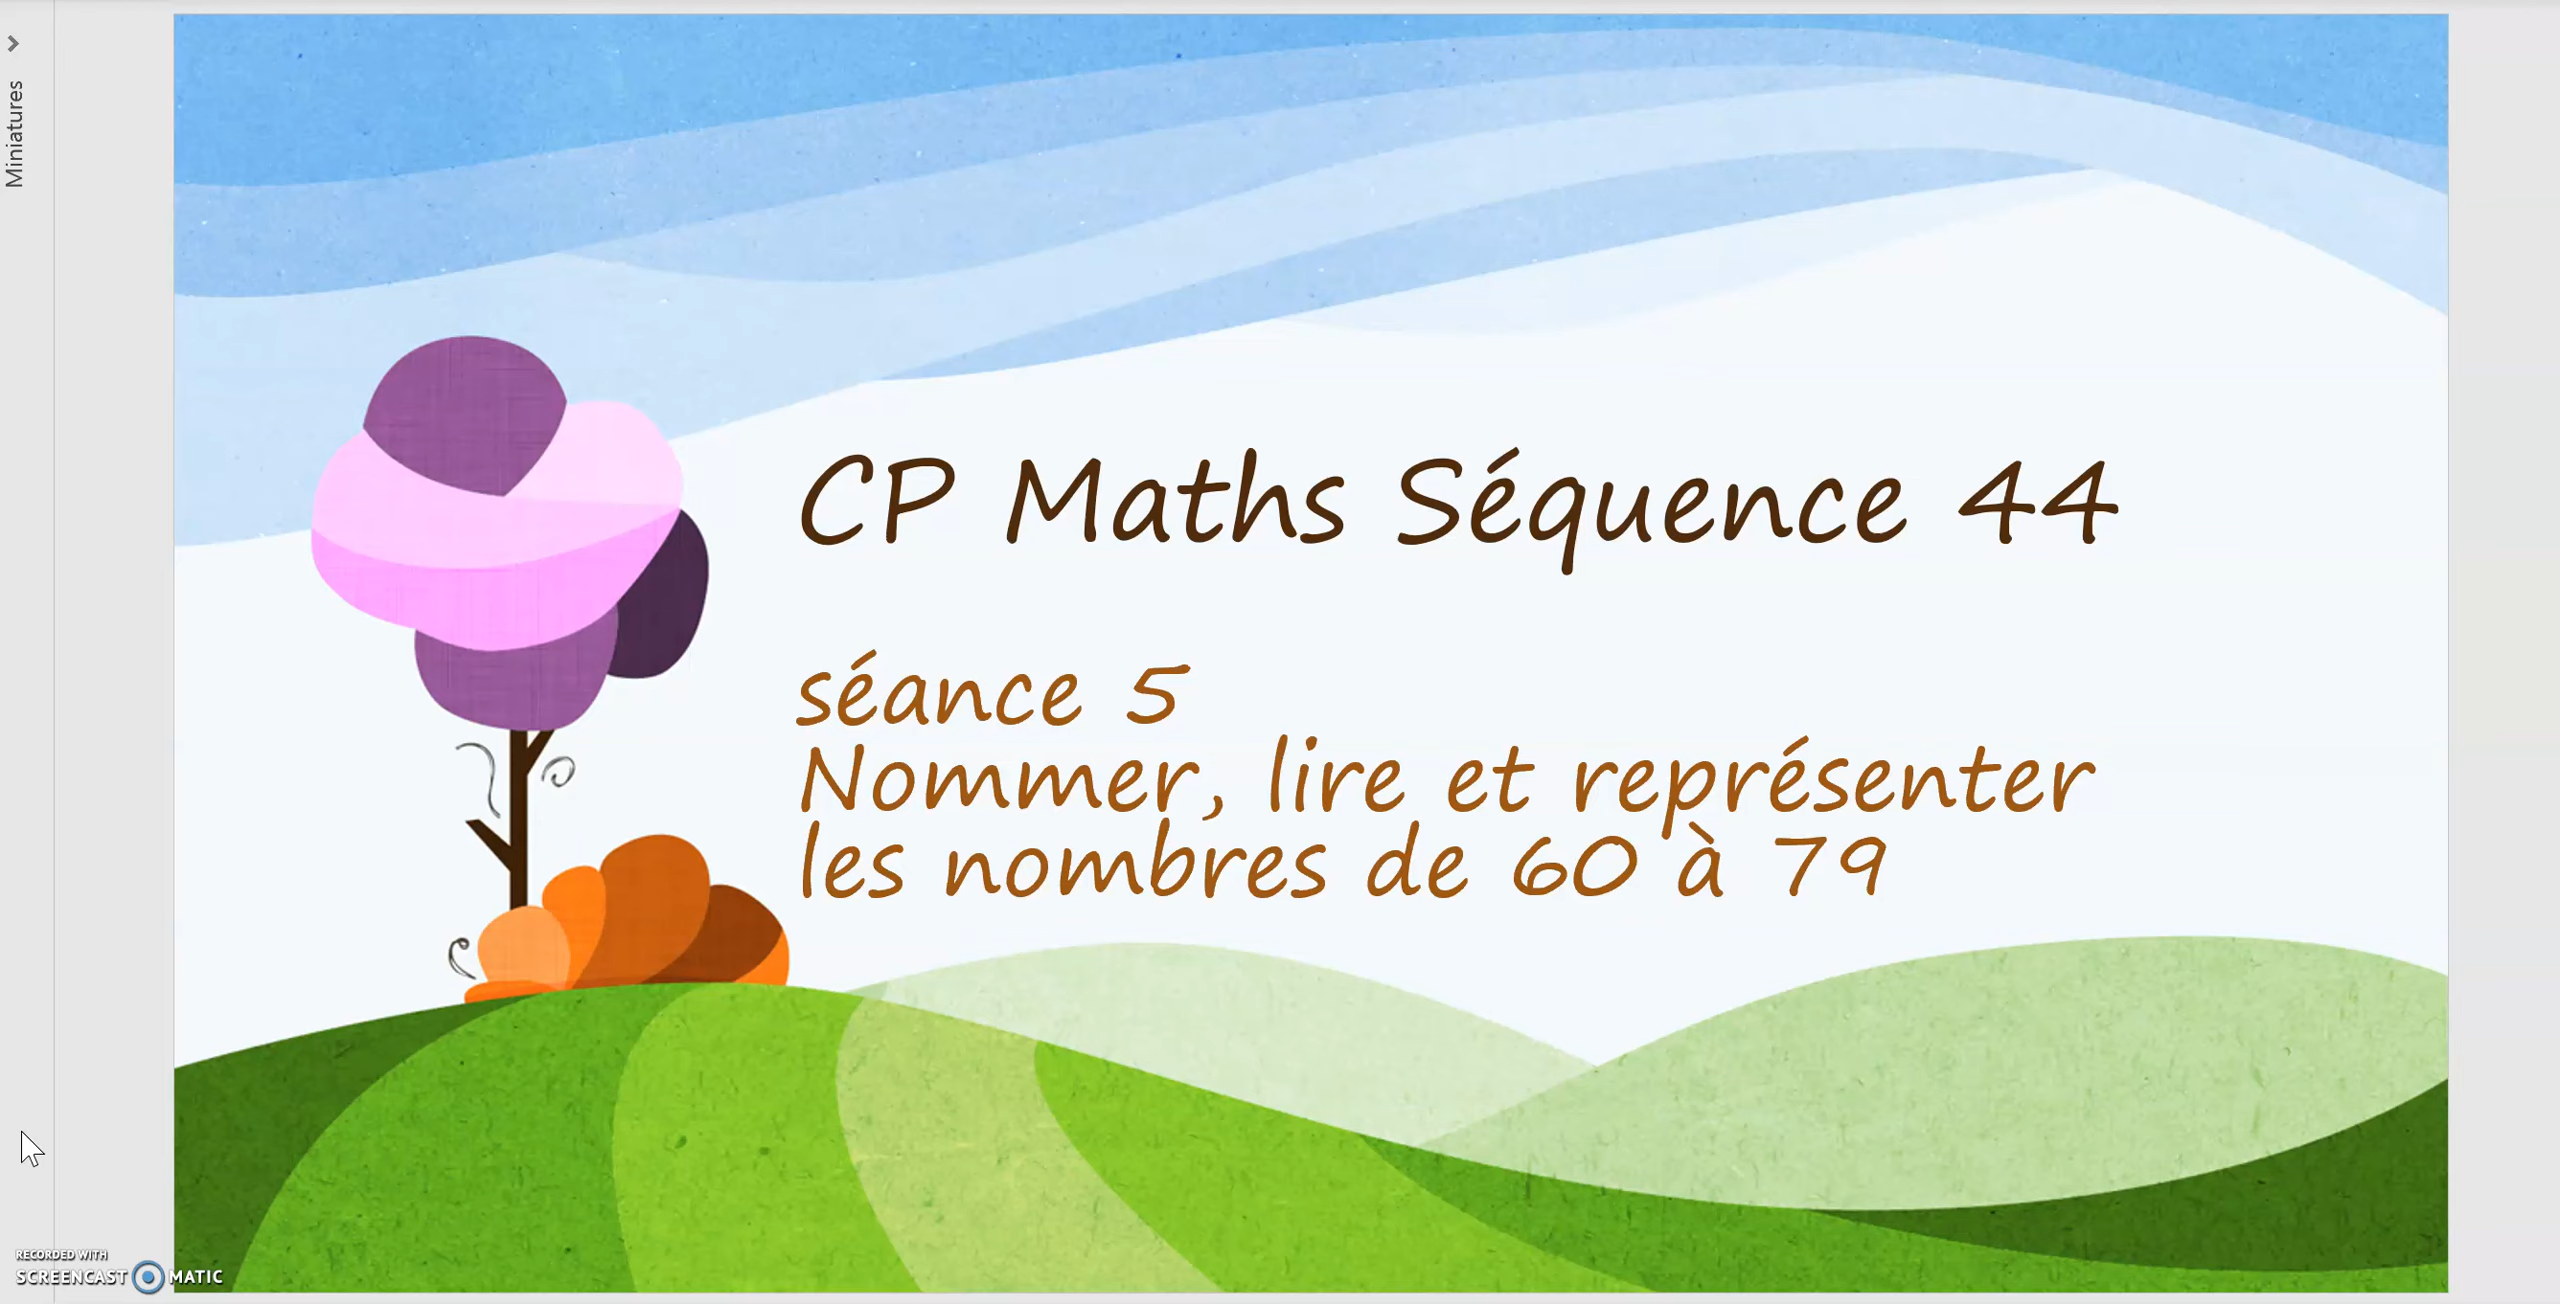 Miniatures
CP Maths Séquence 44
séance 5
Nommer, lire et représenter
les nombres de 60 à 79
RECORDED WITH
SCREENCAST MATIC